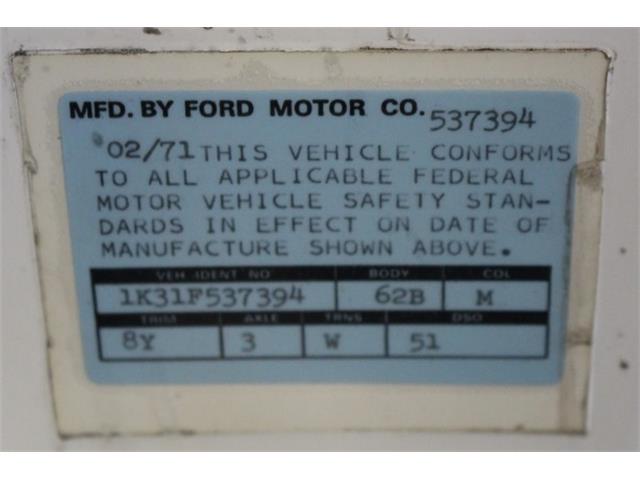 MFD. BY FORD MOTOR CO. 537394
02/71 THIS VEHICLE CONFORMS
TO ALL APPLICABLE FEDERAL
MOTOR VEHICLE SAFETY STAN-
DARDS IN EFFECT ON DATE OF
MANUFACTURE SHOWN ABOVE.
VEH IDENT NO BODY COL
1K31F537394 62B M
TRIM AXLE TRNS DSO
8Y 3 W 51